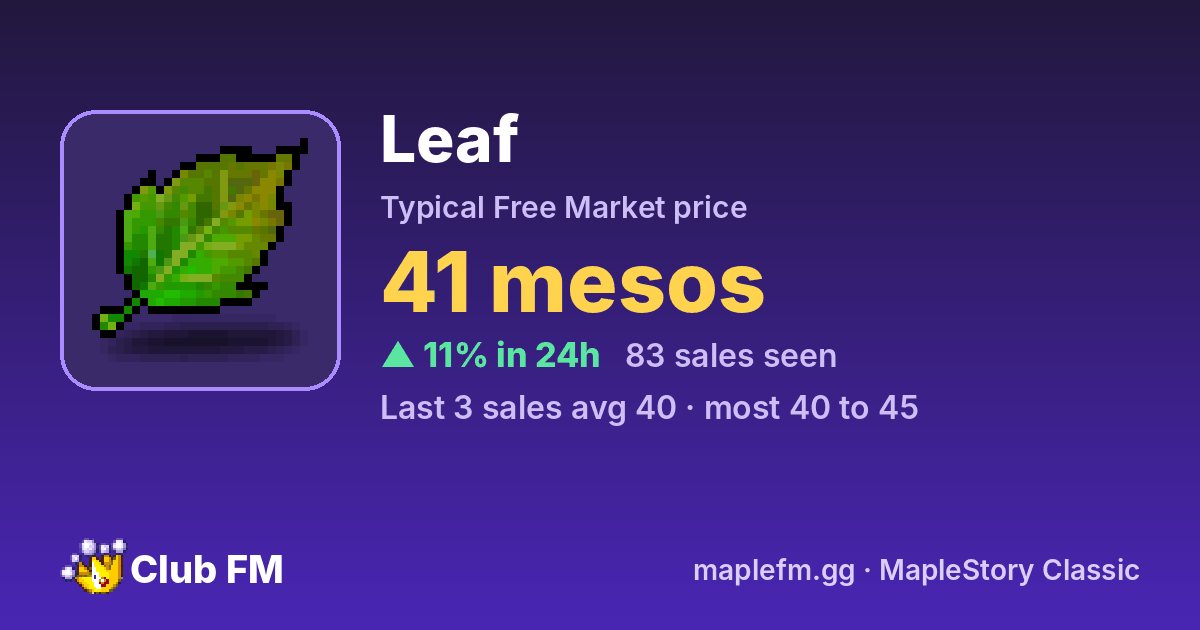 Leaf
Typical Free Market price
41 mesos
▲ 11% in 24h 83 sales seen
Last 3 sales avg 40 · most 40 to 45
Club FM
maplefm.gg · MapleStory Classic